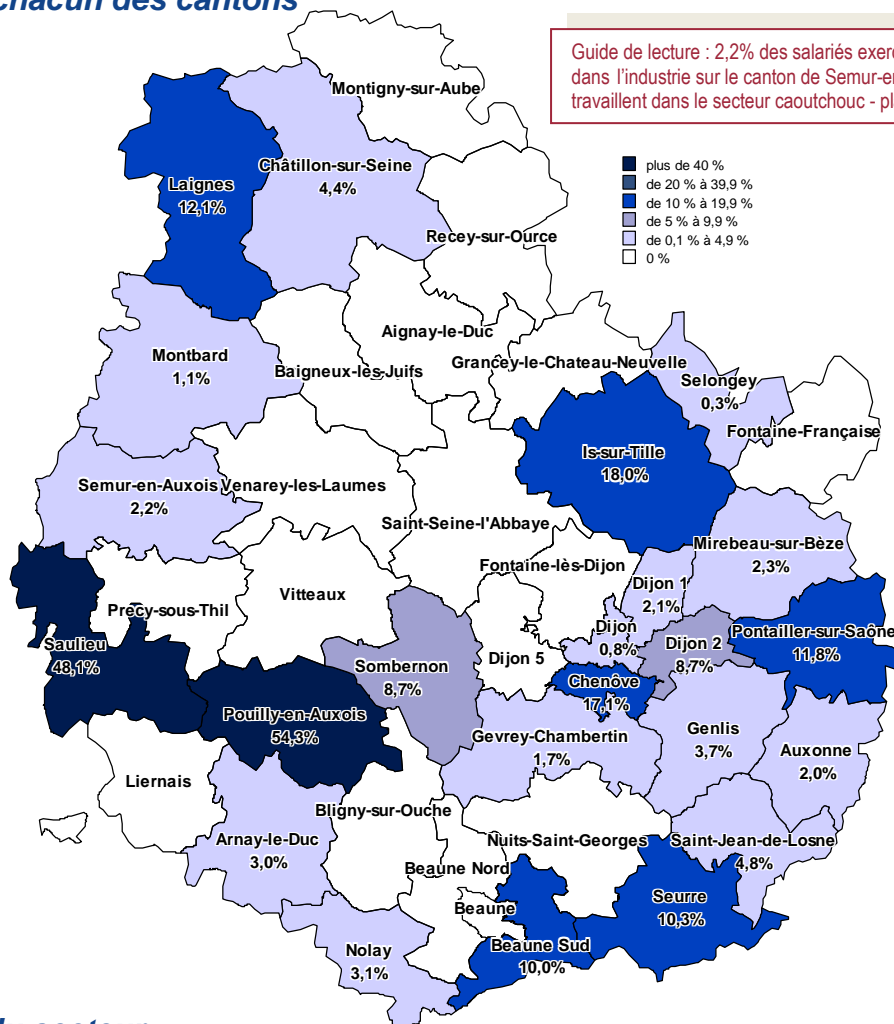 chacun des cantons
Guide de lecture : 2,2% des salariés exer
dans l'industrie sur le canton de Semur-en
travaillent dans le secteur caoutchouc - pl
plus de 40 %
de 20 % à 39,9 %
de 10 % à 19,9 %
de 5 % à 9,9 %
de 0,1 % à 4,9 %
0 %
Montigny-sur-Aube
Châtillon-sur-Seine
4,4%
Laignes
12,1%
Recey-sur-Ource
Aignay-le-Duc
Montbard
1,1%
Baigneux-lès-Juifs
Grancey-le-Chateau-Neuvelle
Selongey
0,3%
Fontaine-Française
Is-sur-Tille
18,0%
Semur-en-Auxois
2,2%
Venarey-les-Laumes
Saint-Seine-l'Abbaye
Mirebeau-sur-Bèze
2,3%
Fontaine-lès-Dijon
Dijon 1
2,1%
Vitteaux
Precy-sous-Thil
Saulieu
48,1%
Dijon
0,8%
Dijon 2
8,7%
Pontailler-sur-Saône
11,8%
Dijon 5
Sombernon
8,7%
Chenôve
17,1%
Pouilly-en-Auxois
54,3%
Gevrey-Chambertin
1,7%
Genlis
3,7%
Auxonne
2,0%
Liernais
Bligny-sur-Ouche
Arnay-le-Duc
3,0%
Nuits-Saint-Georges
Saint-Jean-de-Losne
4,8%
Beaune Nord
Seurre
10,3%
Beaune
Beaune Sud
10,0%
Nolay
3,1%